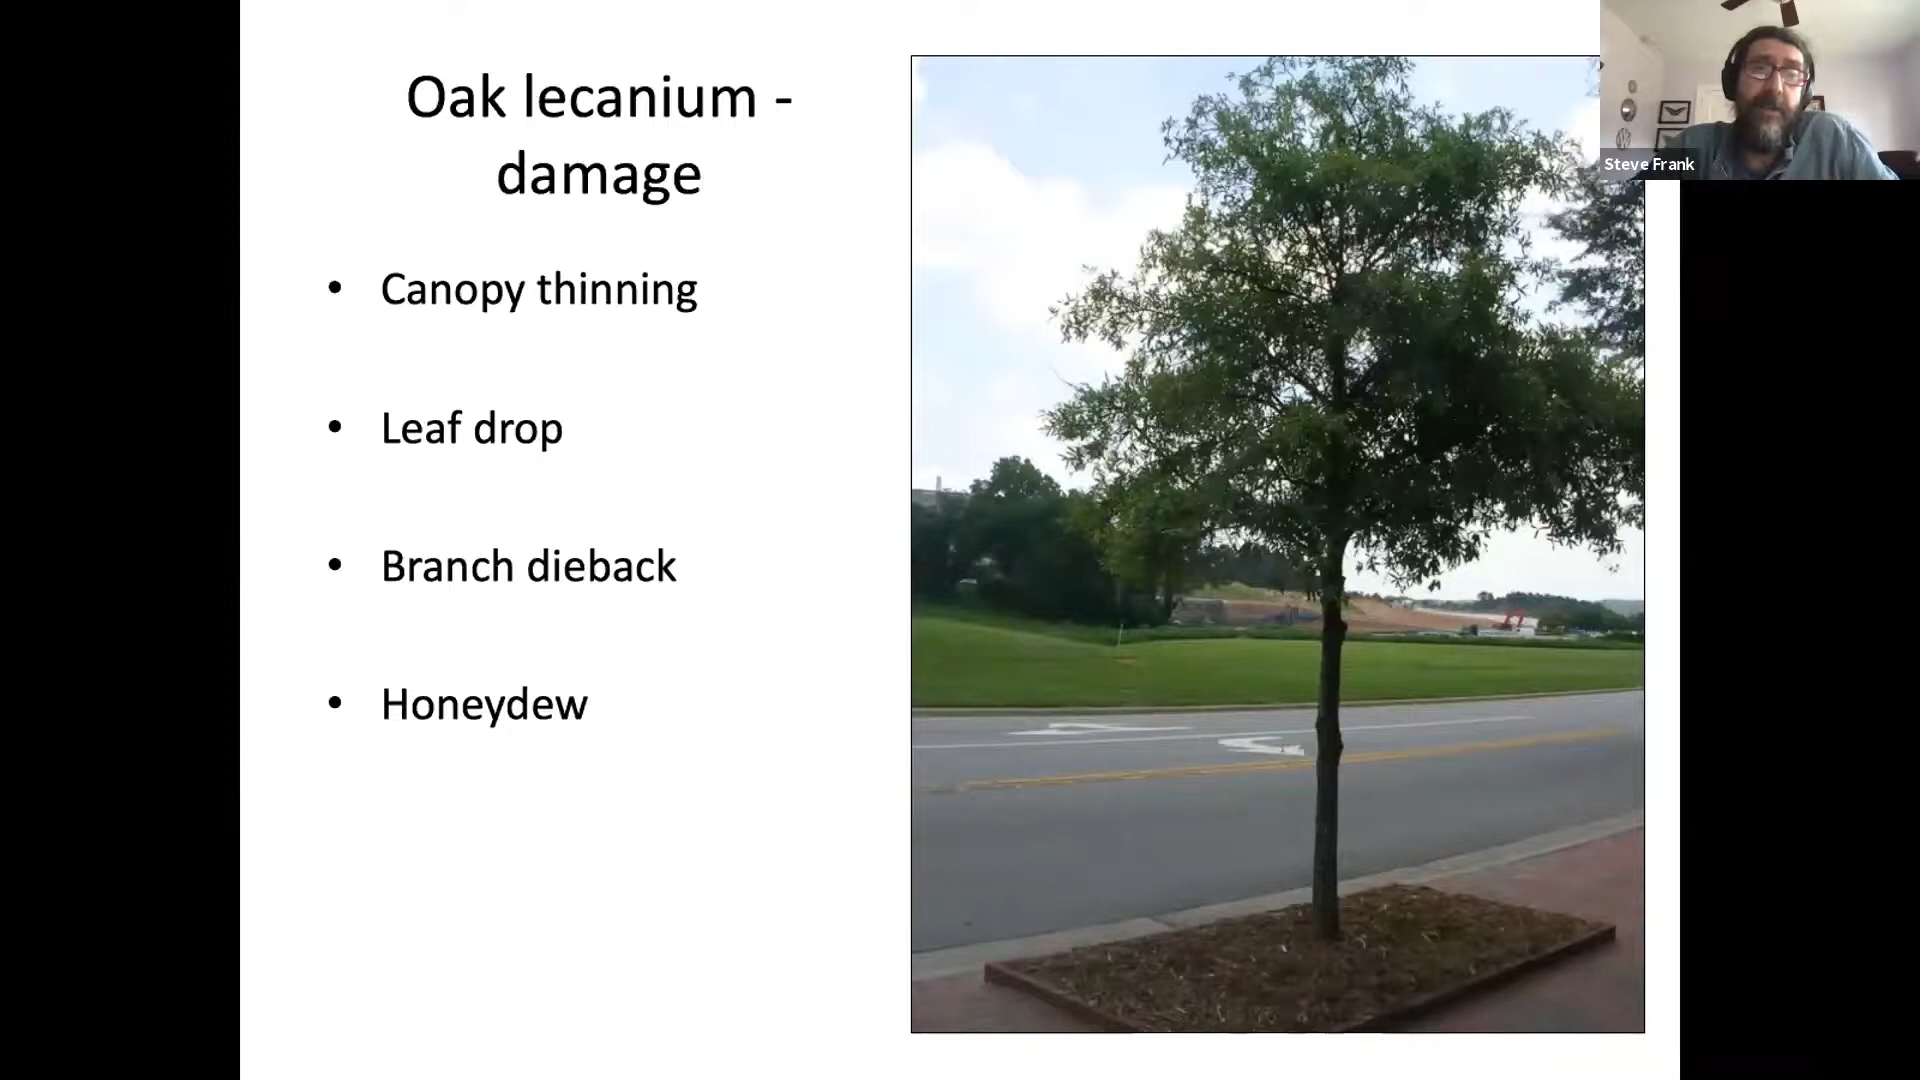 Oak lecanium -
damage
• Canopy thinning
• Leaf drop
• Branch dieback
• Honeydew
Steve Frank